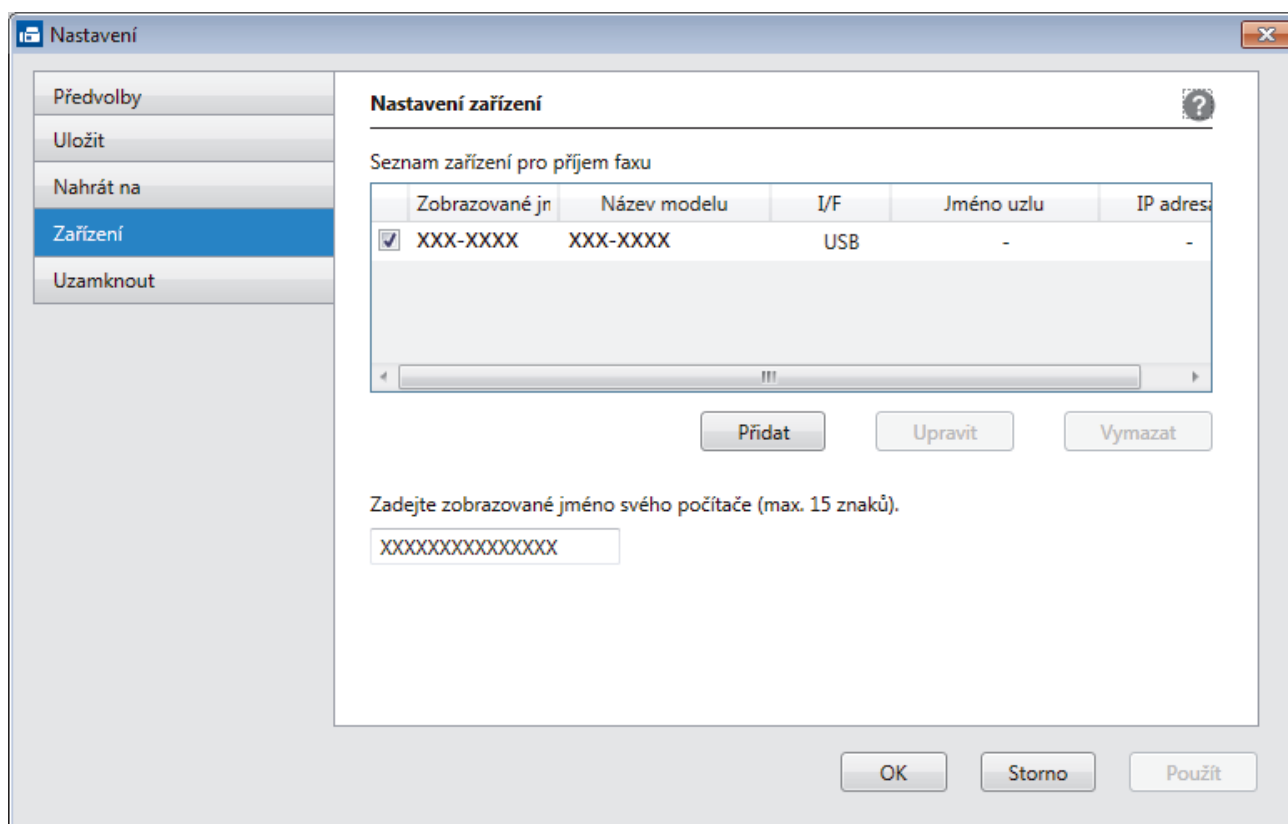 Nastavení
Předvolby
Uložit
Nahrát na
Zařízení
Uzamknout
Nastavení zařízení
?
Seznam zařízení pro příjem faxu
Zobrazované jn Název modelu I/F Jméno uzlu IP adresa
XXX-XXXX XXX-XXXX USB - -
Přidat Upravit Vymazat
Zadejte zobrazované jméno svého počítače (max. 15 znaků).
XXXXXXXXXXXXXXX
OK Storno Použít